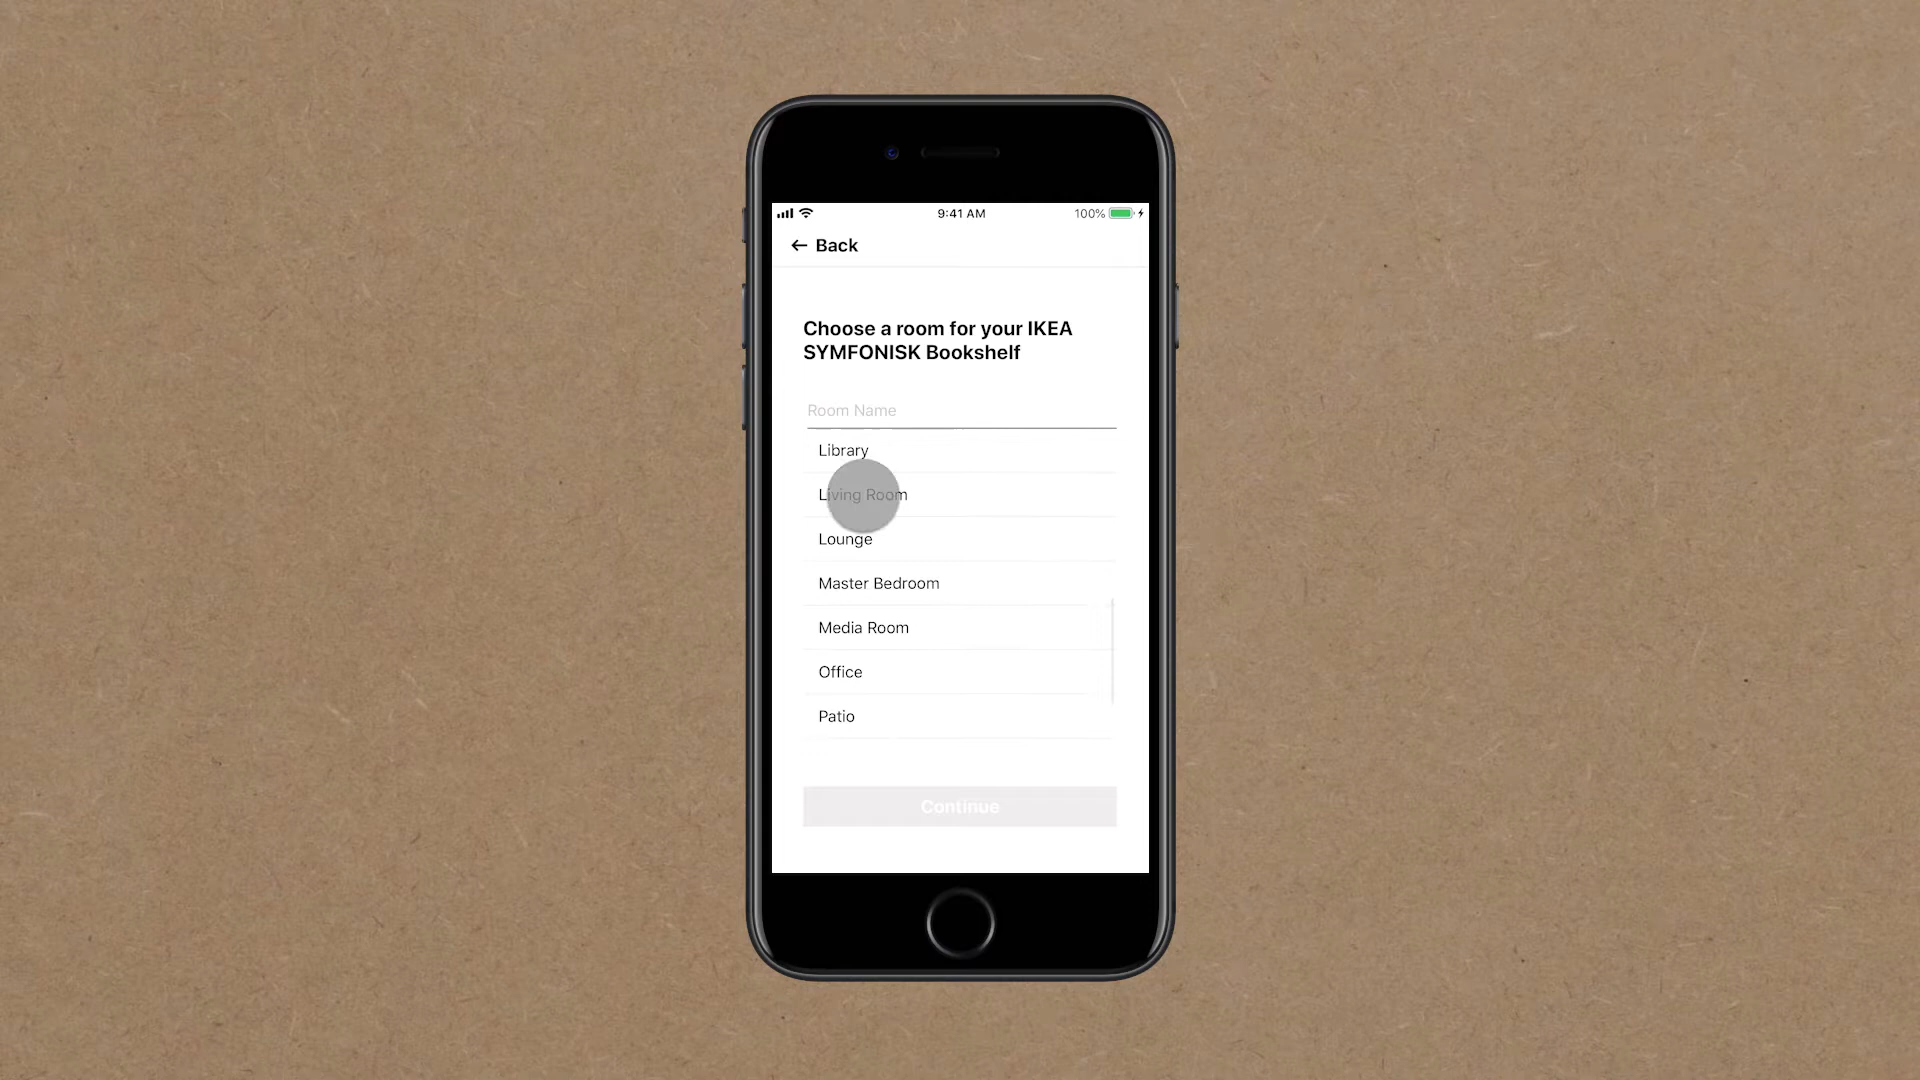 9:41 AM
100%
← Back
Choose a room for your IKEA
SYMFONISK Bookshelf
Room Name
Library
Living Room
Lounge
Master Bedroom
Media Room
Office
Patio
Continue